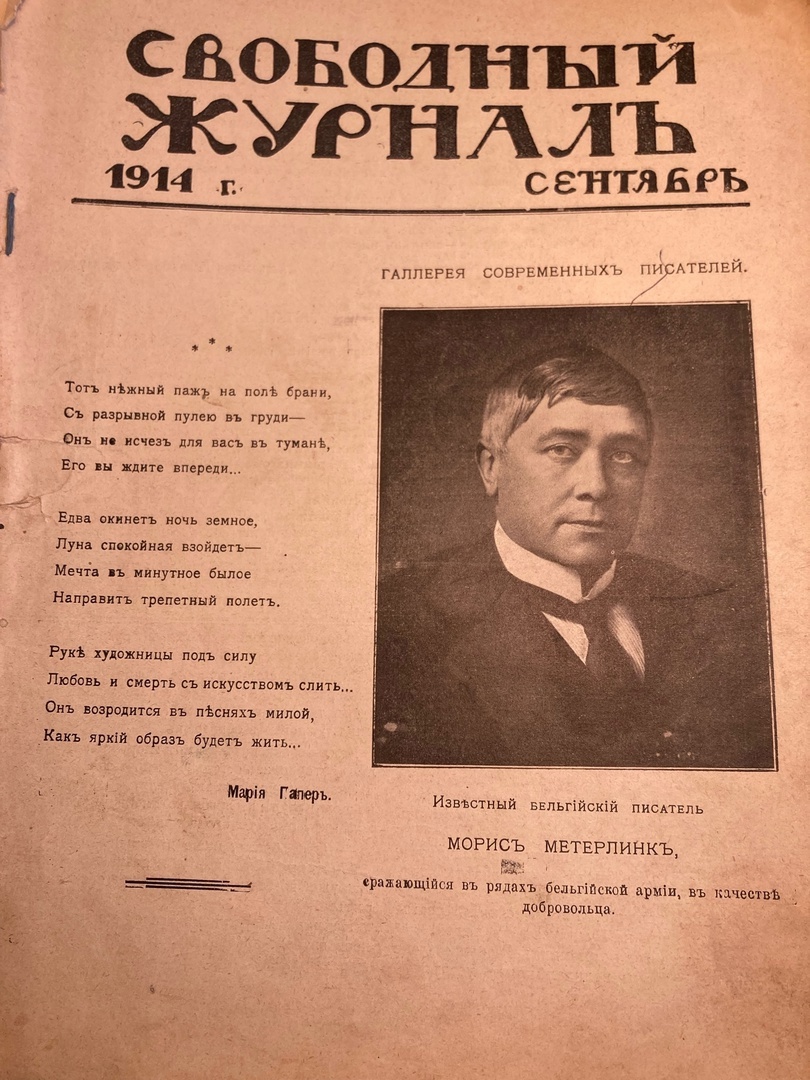 СВОБОДНЫЙ
ЖУРНАЛЪ
1914 г. СЕНТЯБРЬ
ГАЛЛЕРЕЯ СОВРЕМЕННЫХЪ ПИСАТЕЛЕЙ.
* * *
Тотъ нѣжный пажъ на полѣ брани,
Съ разрывной пулею въ груди—
Онъ не исчезъ для васъ въ туманѣ,
Его вы ждите впереди...
Едва окинетъ ночь земное,
Луна спокойная взойдетъ—
Мечта въ минутное былое
Направитъ трепетный полетъ.
Рукѣ художницы подъ силу
Любовь и смерть съ искусствомъ слить...
Онъ возродится въ пѣсняхъ милой,
Какъ яркій образъ будетъ жить...
Марія Галеръ.
Извѣстный бельгійскій писатель
МОРИСЪ МЕТЕРЛИНКЪ,
сражающійся въ рядахъ бельгійской арміи, въ качествѣ
добровольца.